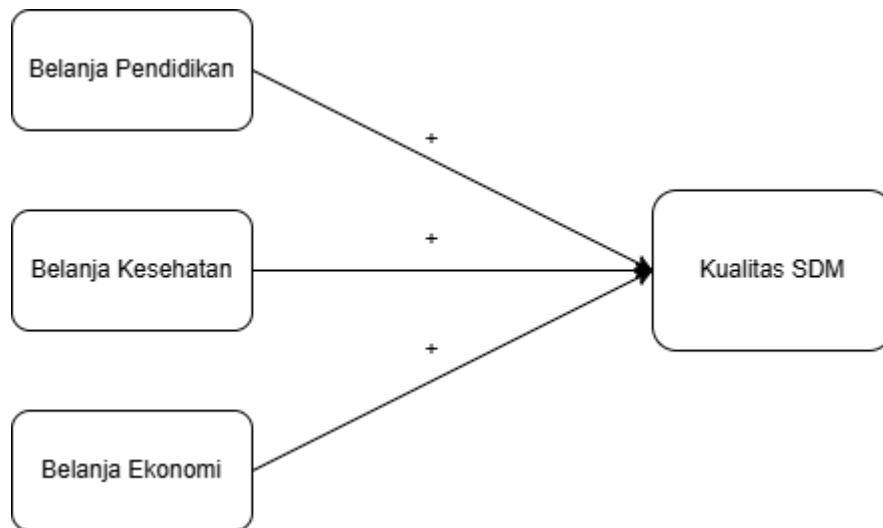 Belanja Pendidikan
+
Belanja Kesehatan
+
Kualitas SDM
+
Belanja Ekonomi